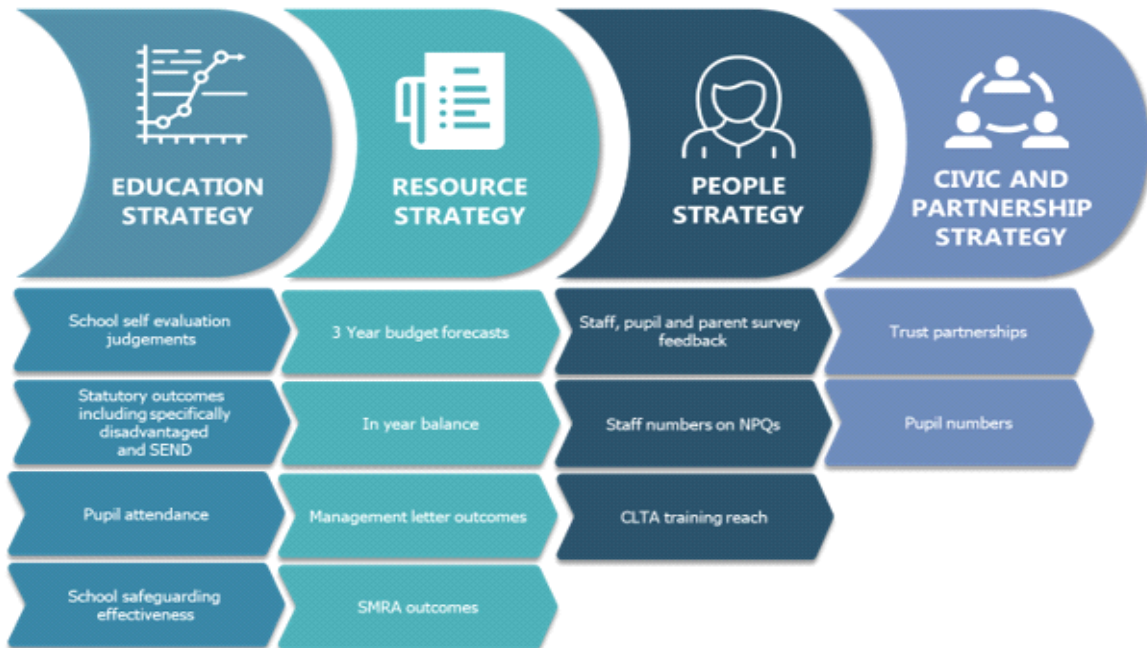 EDUCATION
STRATEGY
RESOURCE
STRATEGY
PEOPLE
STRATEGY
CIVIC AND
PARTNERSHIP
STRATEGY
School self evaluation
judgements
3 Year budget forecasts
Staff, pupil and parent survey
feedback
Trust partnerships
Statutory outcomes
including specifically
disadvantaged
and SEND
In year balance
Staff numbers on NPQs
Pupil numbers
Pupil attendance
Management letter outcomes
CLTA training reach
School safeguarding
effectiveness
SMRA outcomes